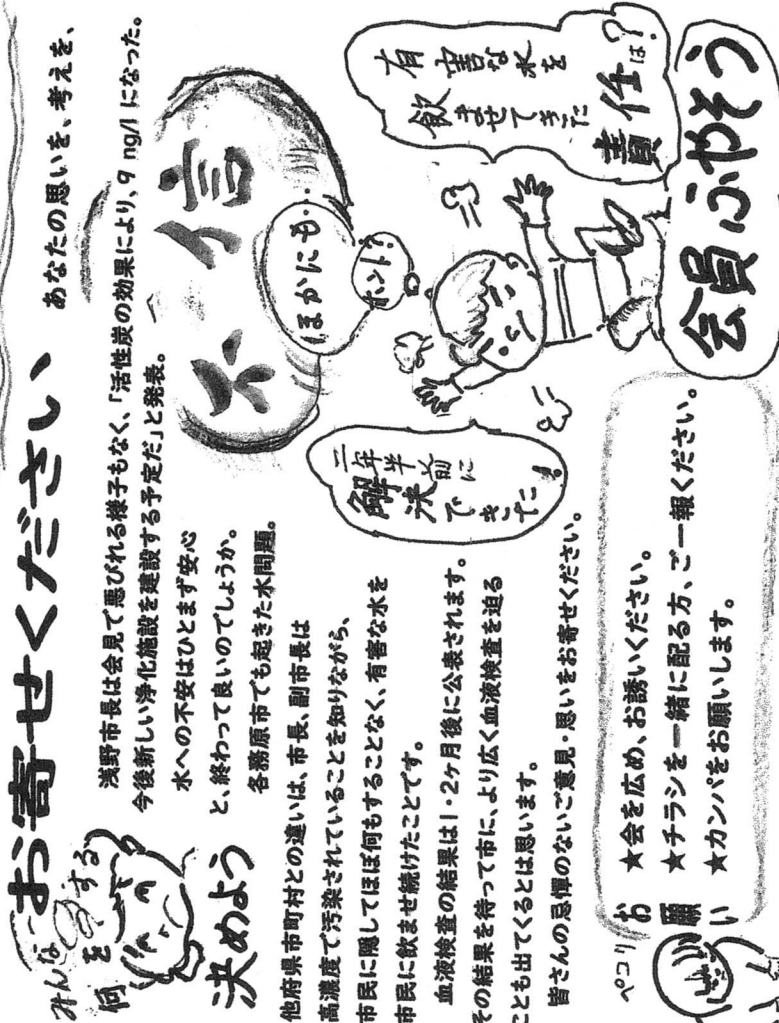 あなたの思いを、考えを、
お寄せください
みんなで
何を
する
決めよう
浅野市長は会見で悪びれる様子もなく、「活性炭の効果により、9 ng/l になった。
今後新しい浄化施設を建設する予定だ」と発表。
水への不安はひとまず安心
と、終わって良いのでしょうか。
各務原市でも起きた水問題。
他府県市町村との違いは、市長、副市長は
高濃度で汚染されていることを知りながら、
市民に隠してほぼ何もすることなく、有害な水を
市民に飲ませ続けたことです。
血液検査の結果は1・2ヶ月後に公表されます。
その結果を待って市に、より広く血液検査を迫る
ことも出てくるとは思います。
皆さんの忌憚のないご意見・思いをお寄せください。
不信
ほかにも・・
ホント?
二年半前に
解決
できた!
有害な水を
飲ませてきた
責任は?
会員ふやそう
ペコリ
お願い
★会を広め、お誘いください。
★チラシを一緒に配る方、ご一報ください。
★カンパをお願いします。